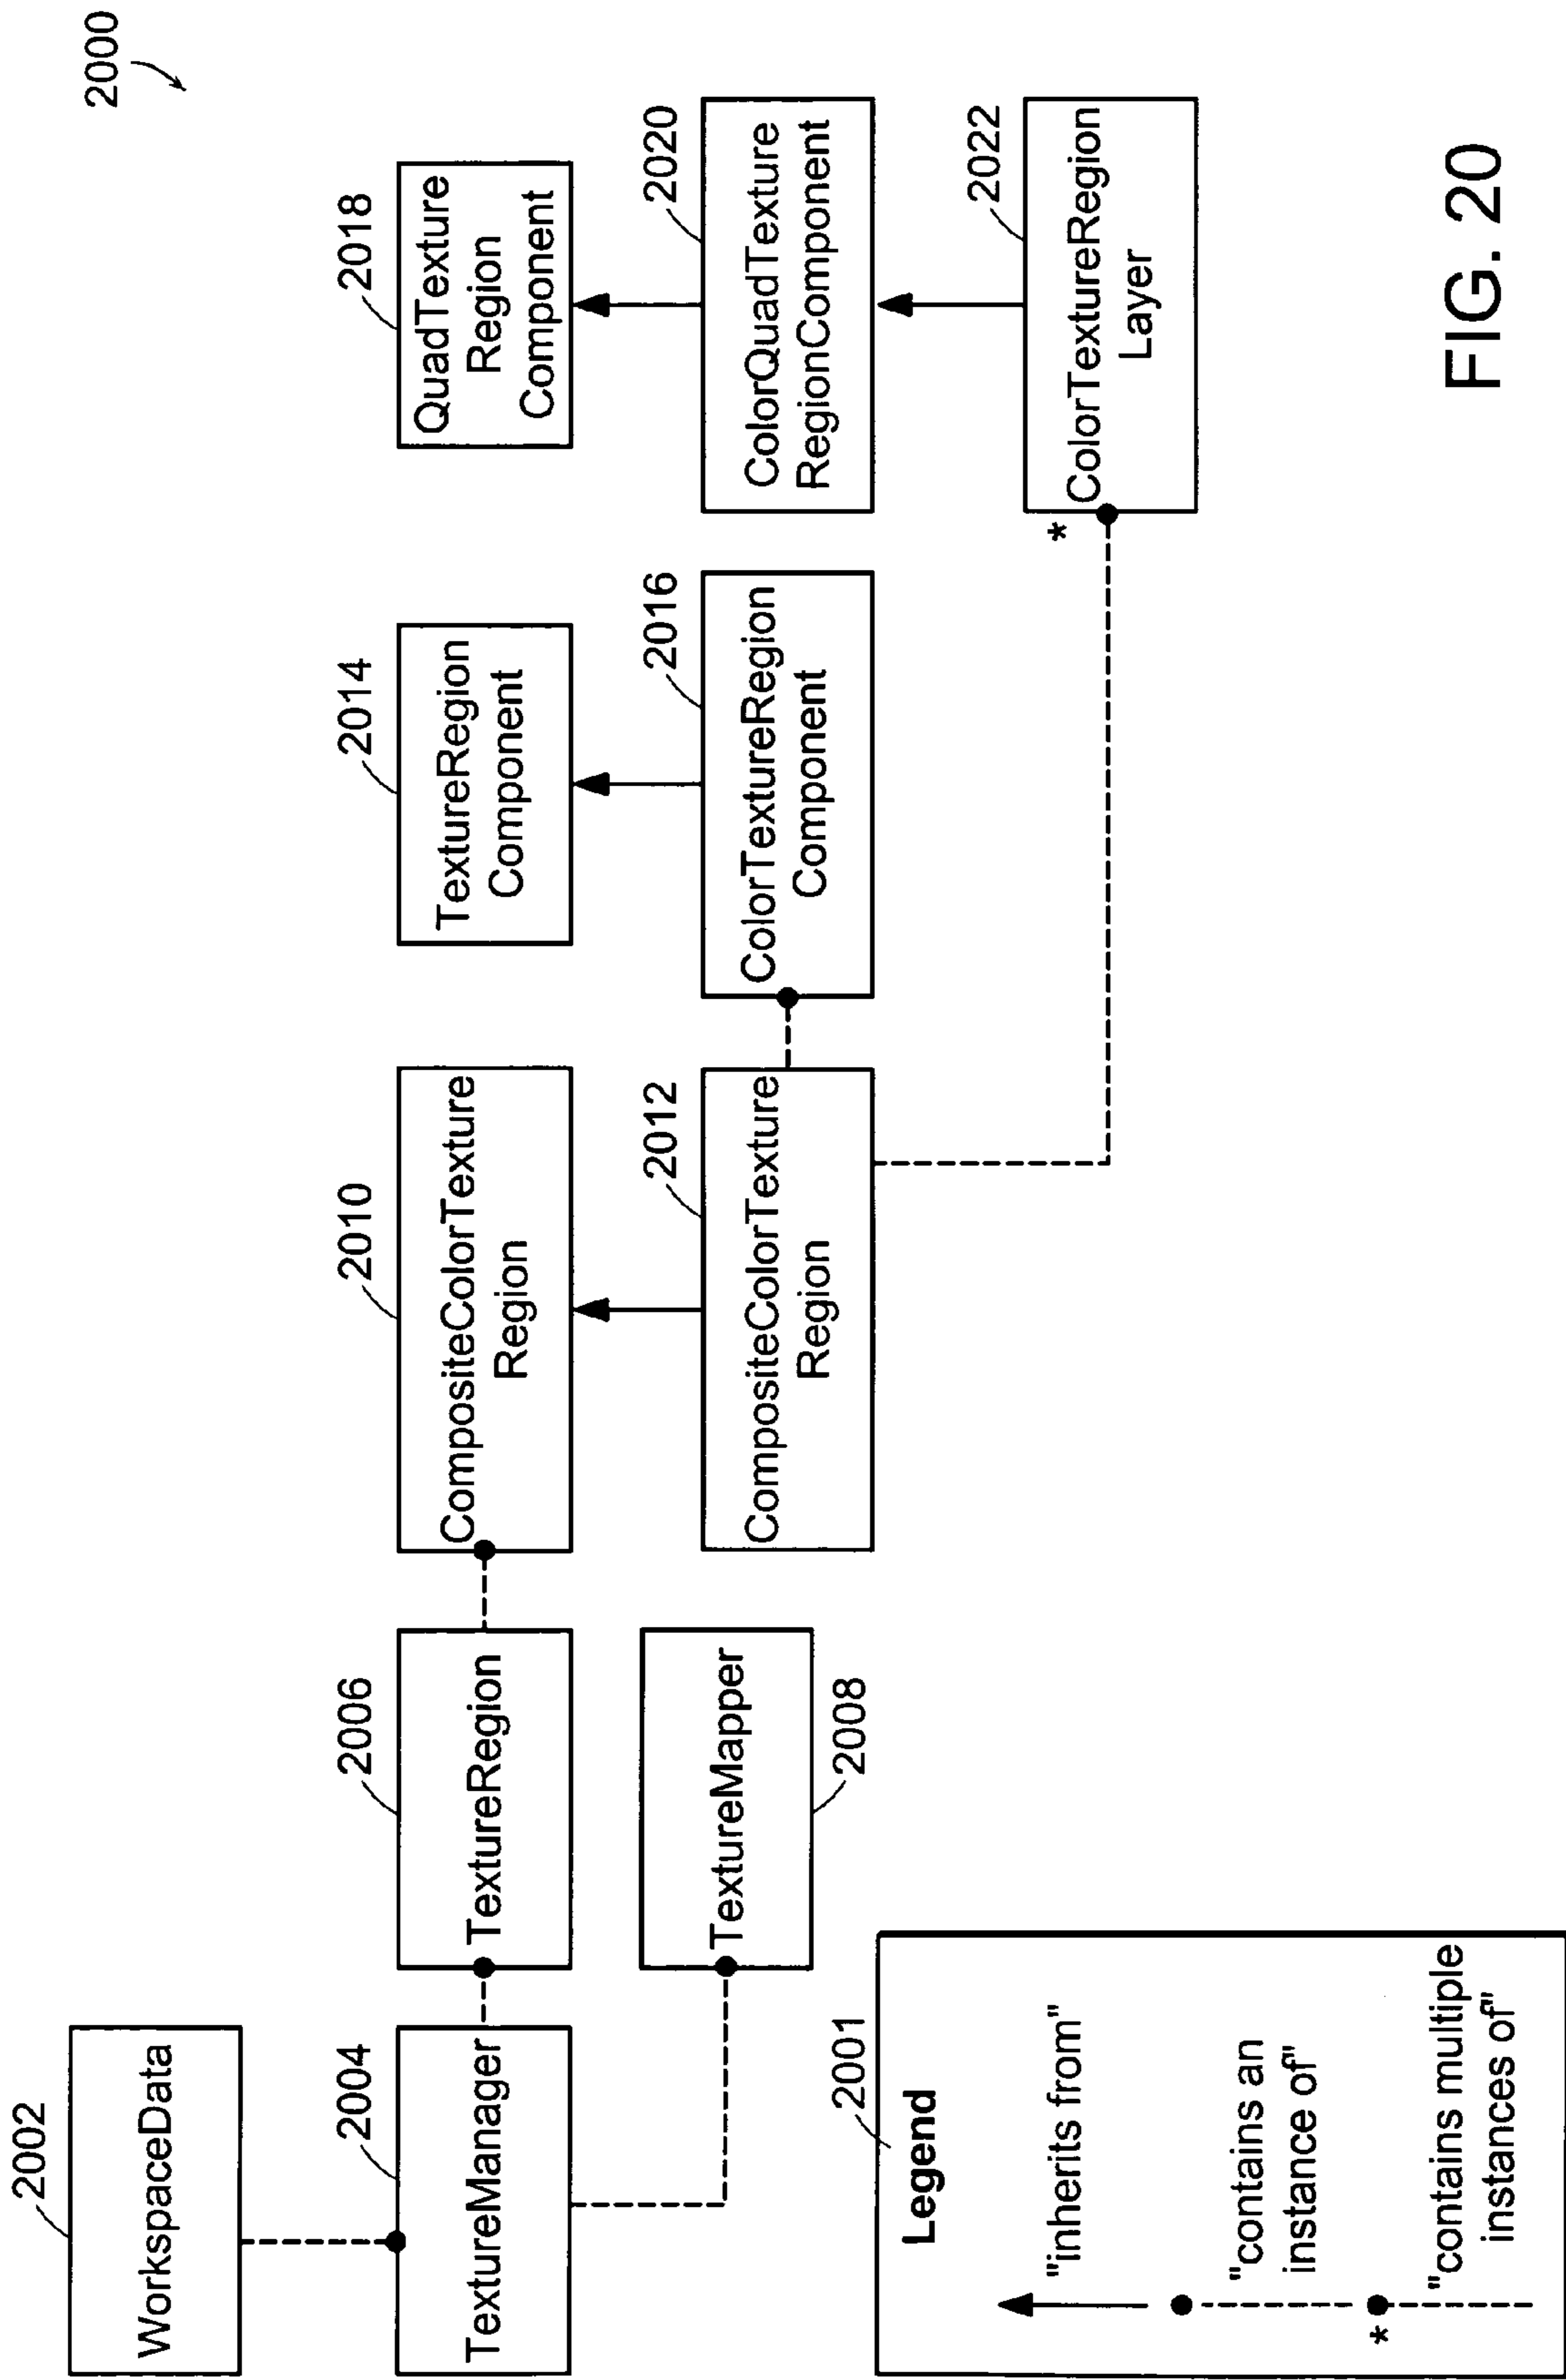 2000
2002
WorkspaceData
2004
TextureManager
2006
TextureRegion
TextureMapper
2008
2010
CompositeColorTexture
Region
2012
CompositeColorTexture
Region
2014
TextureRegion
Component
2016
ColorTextureRegion
Component
2018
QuadTexture
Region
Component
2020
ColorQuadTexture
RegionComponent
2022
*
ColorTextureRegion
Layer
2001
Legend
"inherits from"
"contains an
instance of"
*
"contains multiple
instances of"
FIG. 20